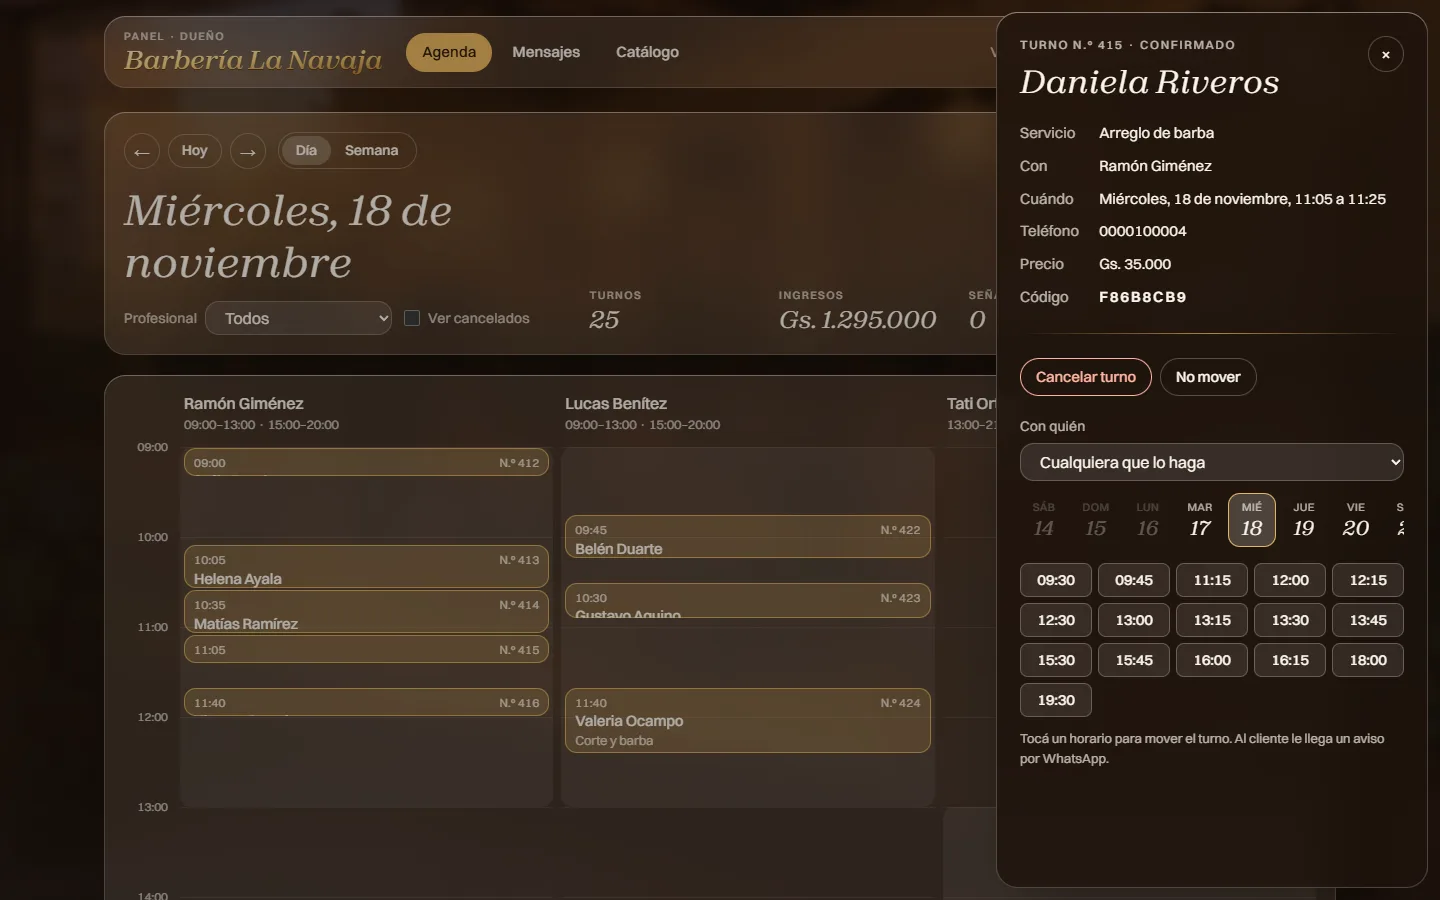 PANEL · DUEÑO
Barbería La Navaja
Agenda
Mensajes
Catálogo
←
Hoy
→
Día
Semana
Miércoles, 18 de
noviembre
Profesional
Todos
Ver cancelados
TURNOS
25
INGRESOS
Gs. 1.295.000
0
Ramón Giménez
09:00–13:00 · 15:00–20:00
Lucas Benítez
09:00–13:00 · 15:00–20:00
Tati
09:00
09:00 N.º 412
10:00
10:05 N.º 413
Helena Ayala
10:35 N.º 414
Matías Ramírez
11:00
11:05 N.º 415
11:40 N.º 416
12:00
13:00
14:00
09:45 N.º 422
Belén Duarte
10:30 N.º 423
Gustavo Aquino
11:40 N.º 424
Valeria Ocampo
Corte y barba
TURNO N.º 415 · CONFIRMADO
×
Daniela Riveros
Servicio Arreglo de barba
Con Ramón Giménez
Cuándo Miércoles, 18 de noviembre, 11:05 a 11:25
Teléfono 0000100004
Precio Gs. 35.000
Código F86B8CB9
Cancelar turno
No mover
Con quién
Cualquiera que lo haga
SÁB DOM LUN MAR MIÉ JUE VIE
14 15 16 17 18 19 20
09:30 09:45 11:15 12:00 12:15
12:30 13:00 13:15 13:30 13:45
15:30 15:45 16:00 16:15 18:00
19:30
Tocá un horario para mover el turno. Al cliente le llega un aviso
por WhatsApp.